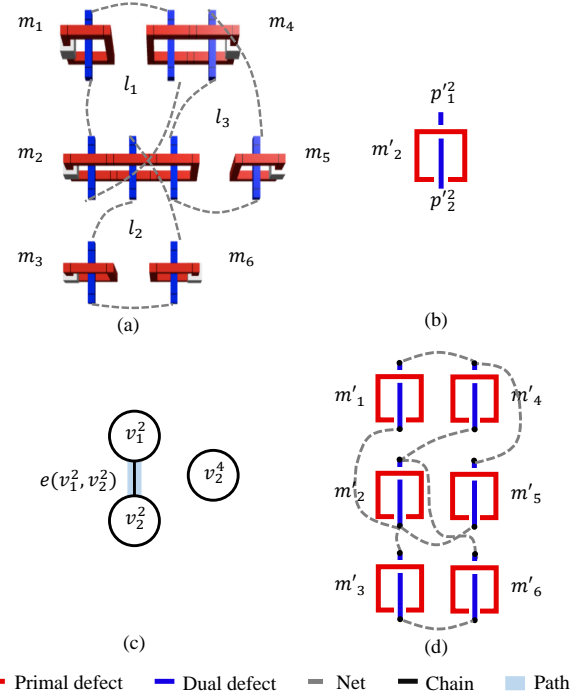 m₁ m₄
l₁
l₃
m₂ m₅
l₂
m₃ m₆
(a)
p'²₁
m'₂
p'²₂
(b)
v²₁
e(v²₁, v²₂) v⁴₂
v²₂
(c)
m'₁ m'₄
m'₂ m'₅
m'₃ m'₆
(d)
Primal defect Dual defect Net Chain Path